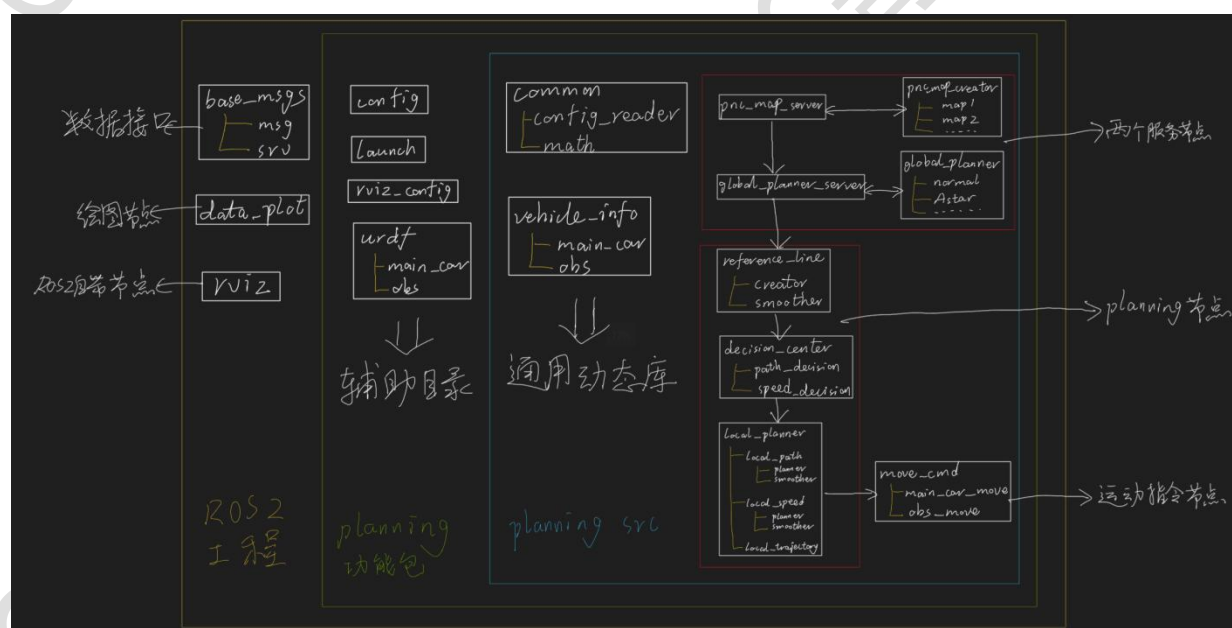 数据接口
base_msgs
msg
srv
绘图节点
data_plot
ROS2自带节点
rviz
ROS2
工程
config
launch
rviz_config
urdf
main_car
obs
辅助目录
planning
功能包
common
config_reader
math
vehicle_info
main_car
obs
通用动态库
planning src
pnc_map_server
pnc_map_creator
map1
map2
......
两个服务节点
global_planner_server
global_planner
normal
Astar
......
reference_line
creator
smoother
planning节点
decision_center
path_decision
speed_decision
local_planner
local_path
planner
smoother
local_speed
planner
smoother
local_trajectory
move_cmd
main_car_move
obs_move
运动指令节点